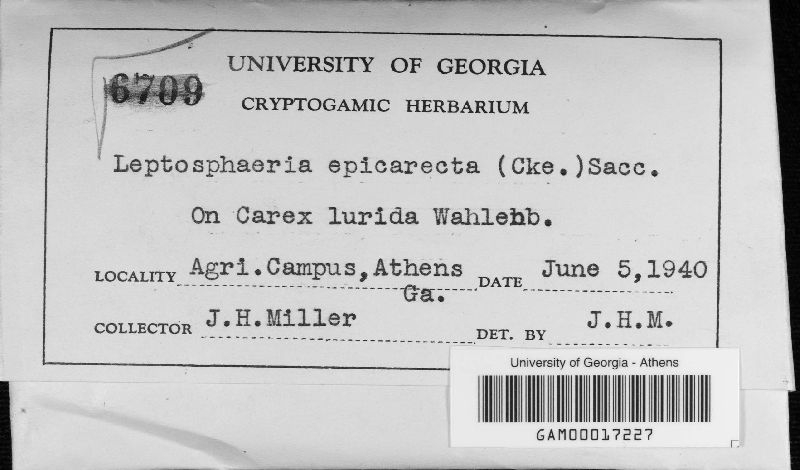 UNIVERSITY OF GEORGIA
6709
CRYPTOGAMIC HERBARIUM
Leptosphaeria epicarecta (Cke.)Sacc.
On Carex lurida Wahlehb.
LOCALITY Agri.Campus,Athens DATE June 5,1940
Ga.
COLLECTOR J.H.Miller DET. BY J.H.M.
University of Georgia - Athens
GAM00017227